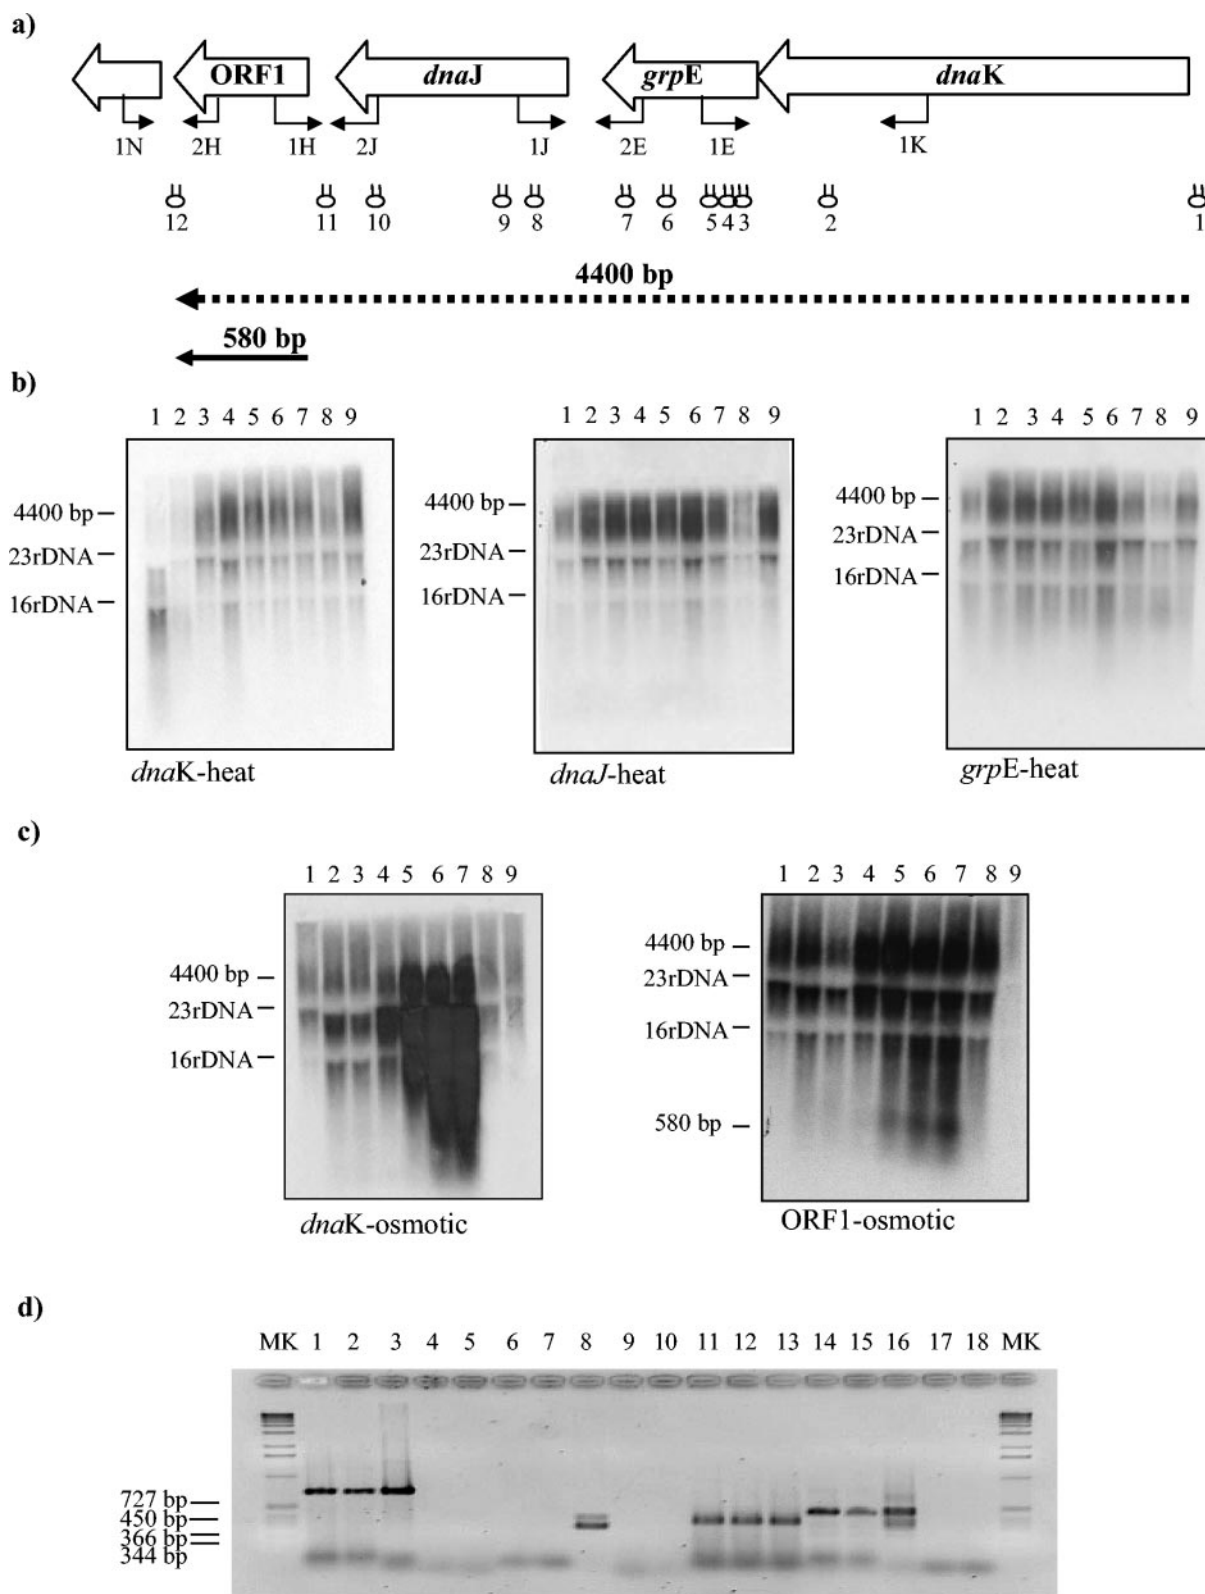 a)
ORF1 dnaJ grpE dnaK
1N 2H 1H 2J 1J 2E 1E 1K
12 11 10 9 8 7 6 5 4 3 2 1
4400 bp
580 bp
b)
1 2 3 4 5 6 7 8 9
4400 bp
23rDNA
16rDNA
dnaK-heat
1 2 3 4 5 6 7 8 9
4400 bp
23rDNA
16rDNA
dnaJ-heat
1 2 3 4 5 6 7 8 9
4400 bp
23rDNA
16rDNA
grpE-heat
c)
1 2 3 4 5 6 7 8 9
4400 bp
23rDNA
16rDNA
dnaK-osmotic
1 2 3 4 5 6 7 8 9
4400 bp
23rDNA
16rDNA
580 bp
ORF1-osmotic
d)
MK 1 2 3 4 5 6 7 8 9 10 11 12 13 14 15 16 17 18 MK
727 bp
450 bp
366 bp
344 bp